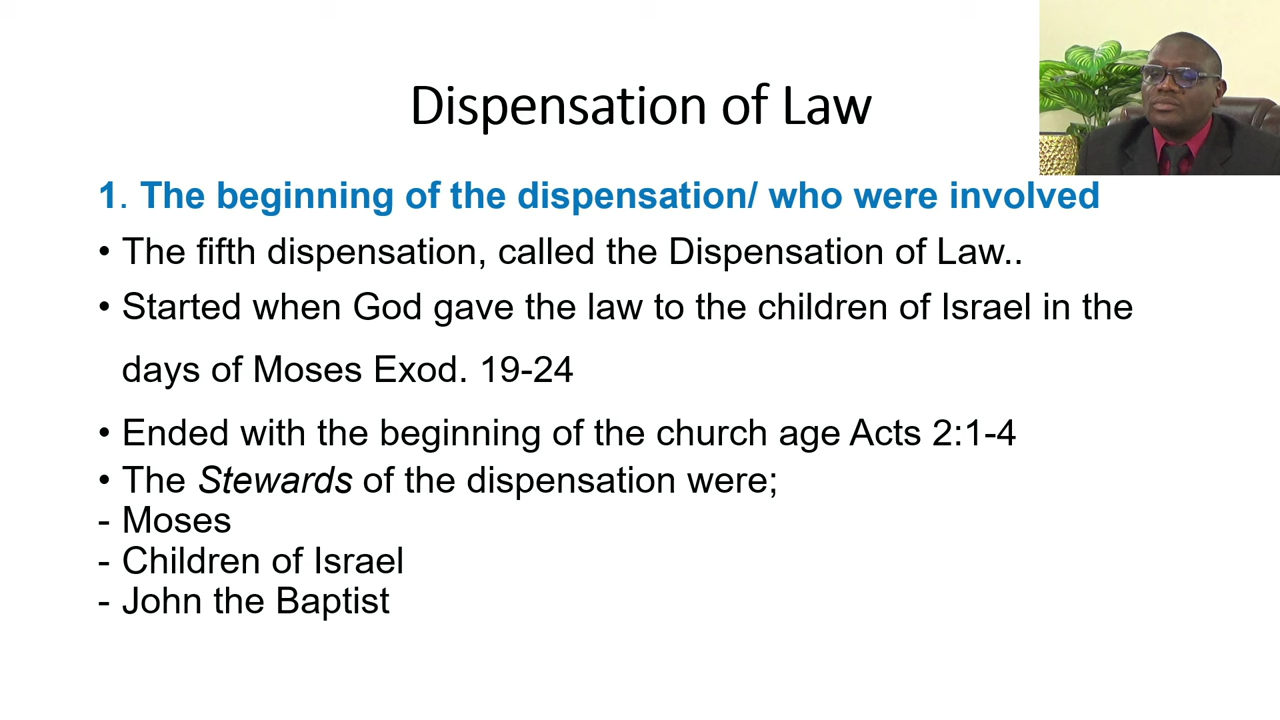 Dispensation of Law
1. The beginning of the dispensation/ who were involved
• The fifth dispensation, called the Dispensation of Law..
• Started when God gave the law to the children of Israel in the
days of Moses Exod. 19-24
• Ended with the beginning of the church age Acts 2:1-4
• The Stewards of the dispensation were;
- Moses
- Children of Israel
- John the Baptist